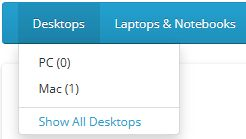 Desktops Laptops & Notebooks
PC (0)
Mac (1)
Show All Desktops